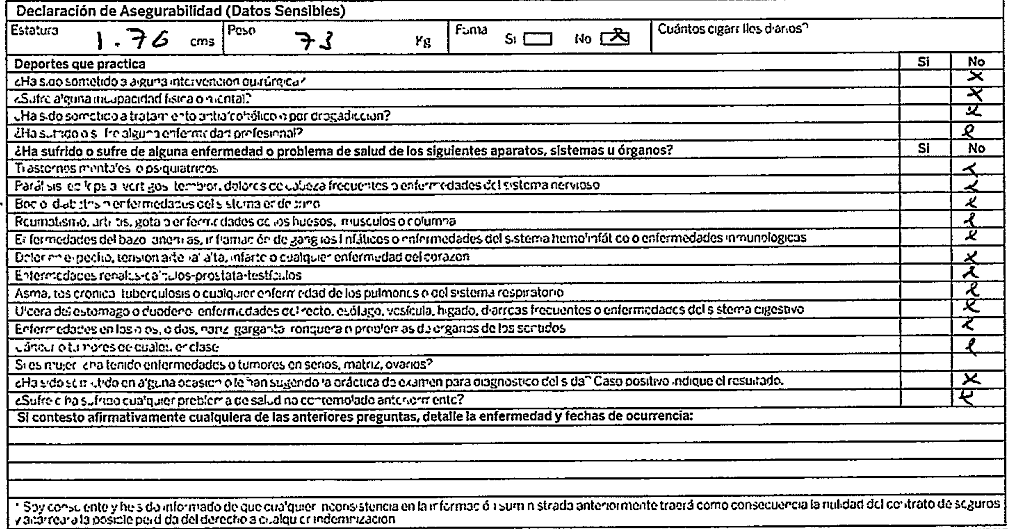 Declaración de Asegurabilidad (Datos Sensibles)
Estatura 1.76 cms Peso 73 Kg Fuma Si No X Cuántos cigarrillos diarios?
Deportes que practica Si No
¿Ha sido sometido a alguna intervención quirúrgica? X
¿Sufre alguna incapacidad física o mental? X
¿Ha sido sometido a tratamiento antialcohólico o por drogadicción? X
¿Ha sufrido o sufre alguna enfermedad profesional? X
¿Ha sufrido o sufre de alguna enfermedad o problema de salud de los siguientes aparatos, sistemas u órganos? Si No
Trastornos mentales o psiquiátricos X
Parálisis, epilepsia, vértigos, temblor, dolores de cabeza frecuentes o enfermedades del sistema nervioso X
Bocio, diabetes o enfermedades del sistema endocrino X
Reumatismo, artritis, gota o enfermedades de los huesos, músculos o columna X
Enfermedades del bazo, anemias, inflamación de ganglios linfáticos o enfermedades del sistema hemolinfático o enfermedades inmunológicas X
Dolor en el pecho, tensión arterial alta, infarto o cualquier enfermedad del corazón X
Enfermedades renales-cálculos-próstata-testículos X
Asma, tos crónica, tuberculosis o cualquier enfermedad de los pulmones o del sistema respiratorio X
Úlcera del estómago o duodeno, enfermedades del recto, esófago, vesícula, hígado, diarreas frecuentes o enfermedades del sistema digestivo X
Enfermedades en los ojos, oídos, nariz, garganta, ronquera o problemas de órganos de los sentidos X
Cáncer o tumores de cualquier clase X
Si es mujer ¿ha tenido enfermedades o tumores en senos, matriz, ovarios?
¿Ha sido sometido en alguna ocasión o le han sugerido la práctica de examen para diagnóstico del sida? Caso positivo indique el resultado. X
¿Sufre o ha sufrido cualquier problema de salud no contemplado anteriormente? X
Si contesto afirmativamente cualquiera de las anteriores preguntas, detalle la enfermedad y fechas de ocurrencia:
* Soy consciente y he sido informado de que cualquier inconsistencia en la información suministrada anteriormente traerá como consecuencia la nulidad del contrato de seguros
y acarreara la posible perdida del derecho a cualquier indemnización